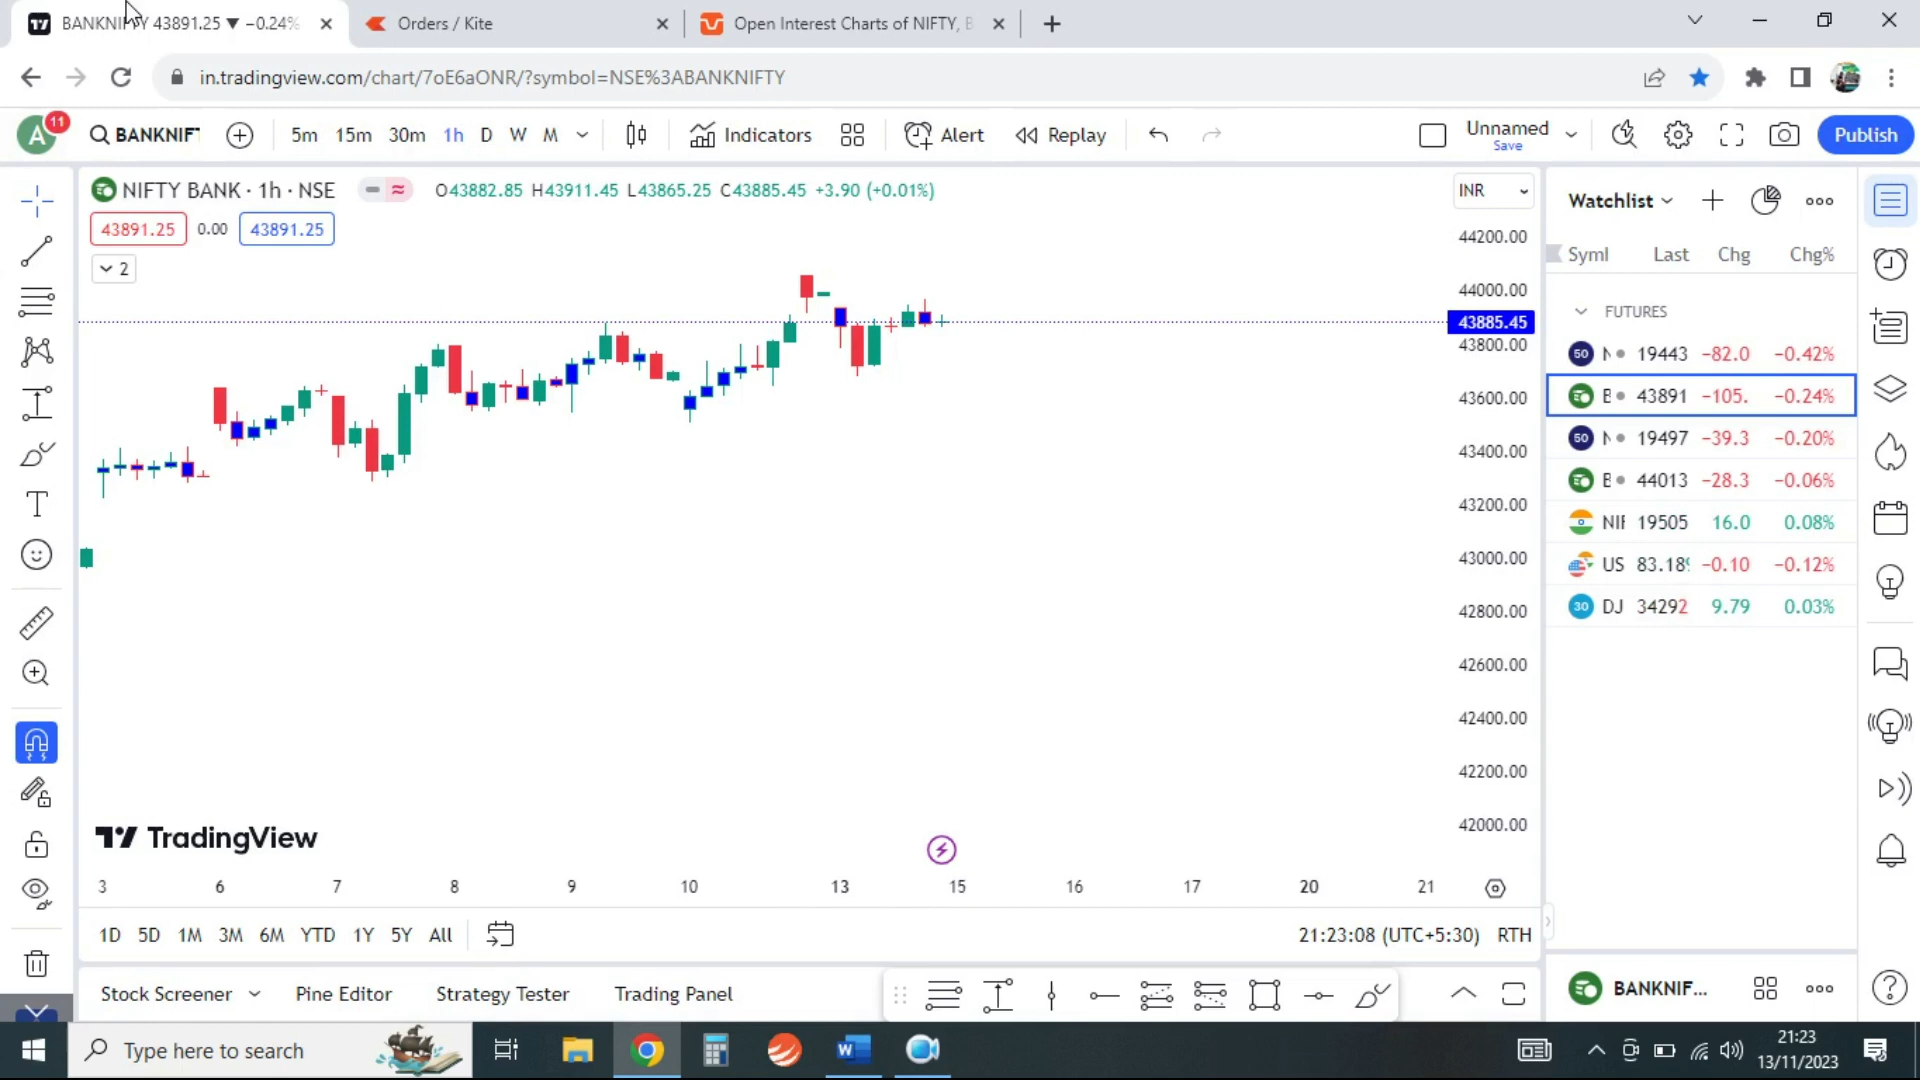 BANKNIFTY 43891.25 ▼ −0.24%
Orders / Kite
Open Interest Charts of NIFTY, B
in.tradingview.com/chart/7oE6aONR/?symbol=NSE%3ABANKNIFTY
A
11
BANKNIFT
5m 15m 30m 1h D W M
Indicators
Alert
Replay
Unnamed
Save
Publish
NIFTY BANK · 1h · NSE
O43882.85 H43911.45 L43865.25 C43885.45 +3.90 (+0.01%)
INR
43891.25 0.00 43891.25
2
44200.00
44000.00
43885.45
43800.00
43600.00
43400.00
43200.00
43000.00
42800.00
42600.00
42400.00
42200.00
42000.00
TradingView
3 6 7 8 9 10 13 15 16 17 20 21
1D 5D 1M 3M 6M YTD 1Y 5Y All
21:23:08 (UTC+5:30) RTH
Stock Screener Pine Editor Strategy Tester Trading Panel
Watchlist
Syml Last Chg Chg%
FUTURES
50 19443 −82.0 −0.42%
43891 −105. −0.24%
50 19497 −39.3 −0.20%
44013 −28.3 −0.06%
NIF 19505 16.0 0.08%
US 83.18 −0.10 −0.12%
30 DJ 34292 9.79 0.03%
BANKNIF...
Type here to search
21:23
13/11/2023